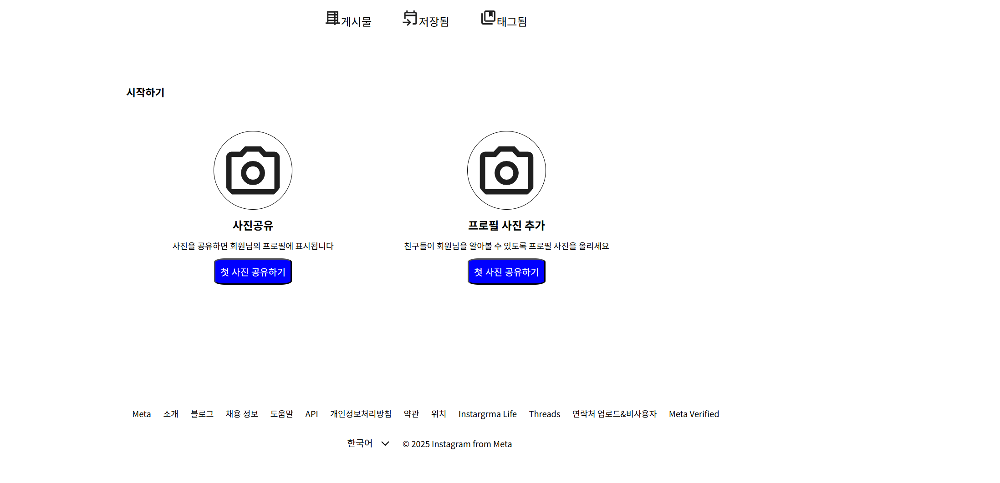 게시물 저장됨 태그됨
시작하기
사진공유
사진을 공유하면 회원님의 프로필에 표시됩니다
첫 사진 공유하기
프로필 사진 추가
친구들이 회원님을 알아볼 수 있도록 프로필 사진을 올리세요
첫 사진 공유하기
Meta 소개 블로그 채용 정보 도움말 API 개인정보처리방침 약관 위치 Instargrma Life Threads 연락처 업로드&비사용자 Meta Verified
한국어 © 2025 Instagram from Meta